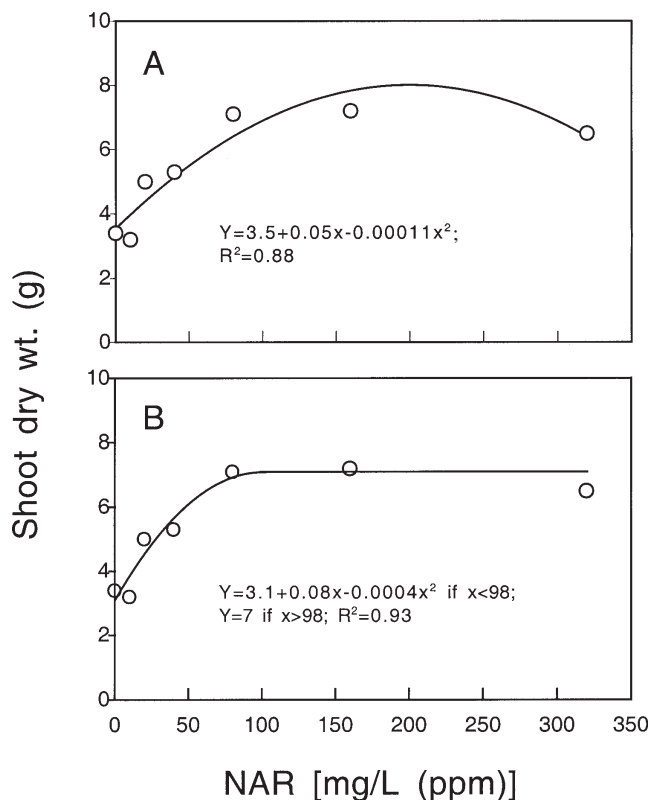 10
A
8
6
4
Y=3.5+0.05x-0.00011x²;
R²=0.88
2
0
Shoot dry wt. (g)
10
B
8
6
4
Y=3.1+0.08x-0.0004x² if x<98;
Y=7 if x>98; R²=0.93
2
0
0 50 100 150 200 250 300 350
NAR [mg/L (ppm)]